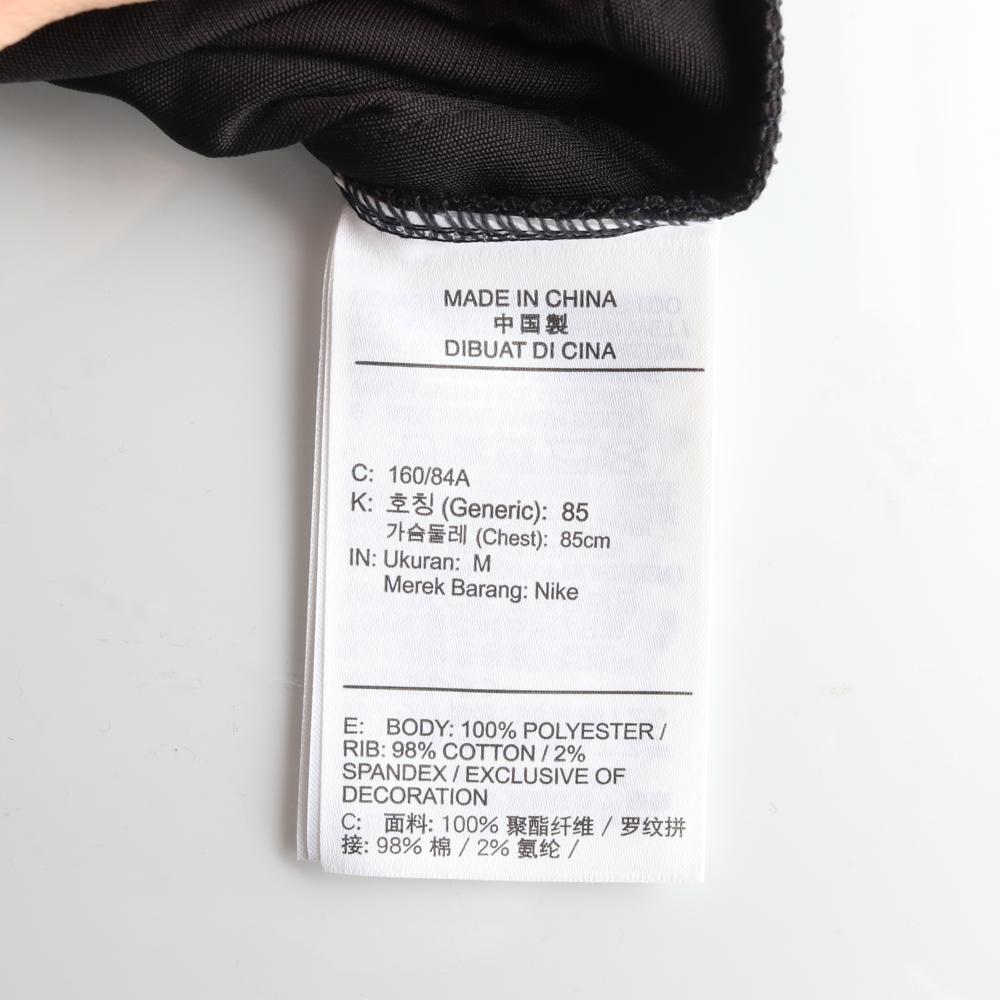 MADE IN CHINA
中国製
DIBUAT DI CINA
C: 160/84A
K: 호칭 (Generic): 85
가슴둘레 (Chest): 85cm
IN: Ukuran: M
Merek Barang: Nike
E: BODY: 100% POLYESTER /
RIB: 98% COTTON / 2%
SPANDEX / EXCLUSIVE OF
DECORATION
C: 面料: 100% 聚酯纤维 / 罗纹拼
接: 98% 棉 / 2% 氨纶 /